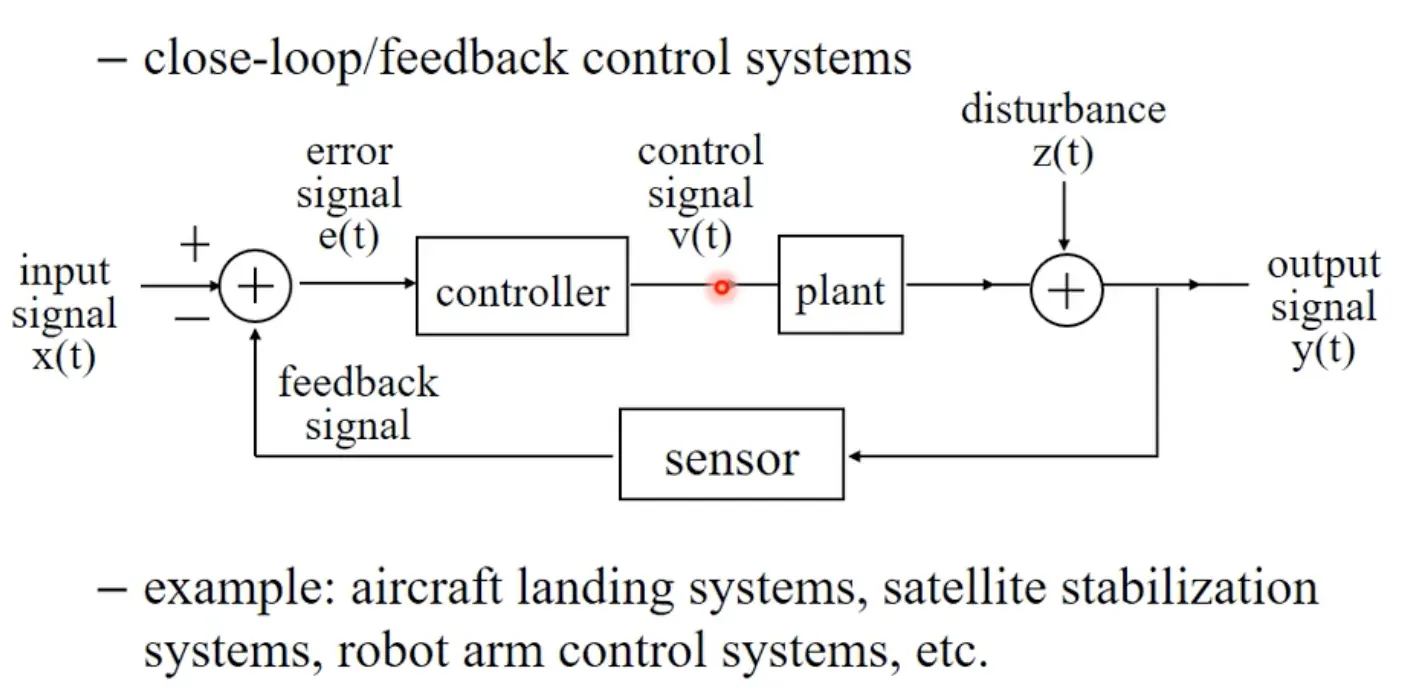 – close-loop/feedback control systems
disturbance
z(t)
error
signal
e(t)
control
signal
v(t)
+
−
input
signal
x(t)
+
controller
plant
+
output
signal
y(t)
feedback
signal
sensor
– example: aircraft landing systems, satellite stabilization
systems, robot arm control systems, etc.